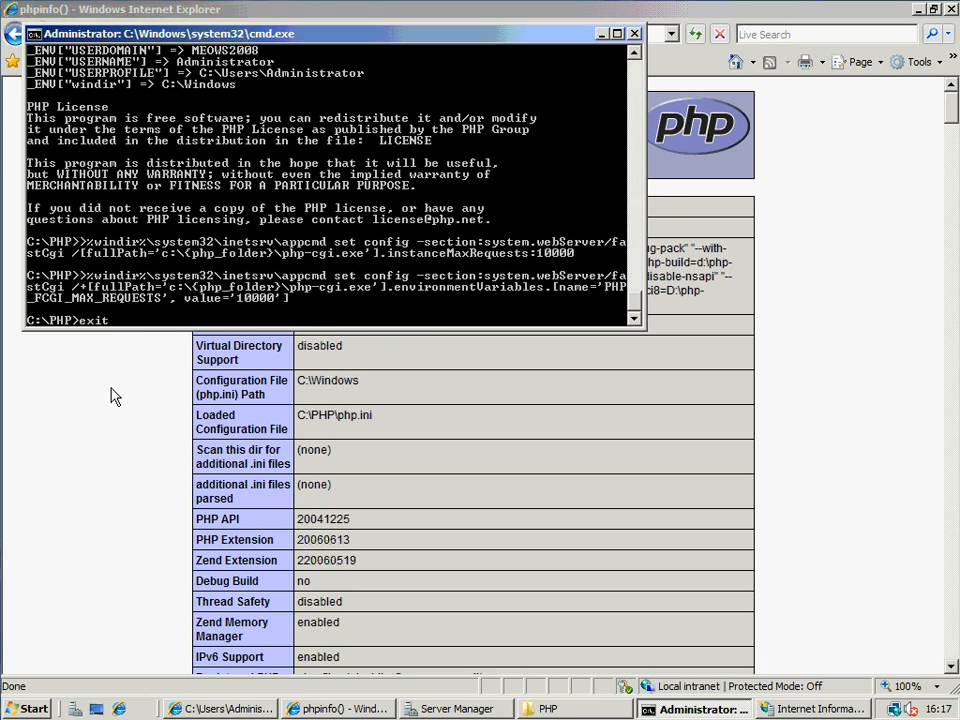 phpinfo() - Windows Internet Explorer
Live Search
Page
Tools
Administrator: C:\Windows\system32\cmd.exe
_ENV["USERDOMAIN"] => MEOWS2008
_ENV["USERNAME"] => Administrator
_ENV["USERPROFILE"] => C:\Users\Administrator
_ENV["windir"] => C:\Windows
PHP License
This program is free software; you can redistribute it and/or modify
it under the terms of the PHP License as published by the PHP Group
and included in the distribution in the file:  LICENSE
This program is distributed in the hope that it will be useful,
but WITHOUT ANY WARRANTY; without even the implied warranty of
MERCHANTABILITY or FITNESS FOR A PARTICULAR PURPOSE.
If you did not receive a copy of the PHP license, or have any
questions about PHP licensing, please contact license@php.net.
C:\PHP>>%windir%\system32\inetsrv\appcmd set config -section:system.webServer/fa
stCgi /[fullPath='c:\{php_folder}\php-cgi.exe'].instanceMaxRequests:10000
C:\PHP>>%windir%\system32\inetsrv\appcmd set config -section:system.webServer/fa
stCgi /+[fullPath='c:\{php_folder}\php-cgi.exe'].environmentVariables.[name='PHP
_FCGI_MAX_REQUESTS', value='10000']
C:\PHP>exit
php
ug-pack" "--with-
php-build=d:\php-
disable-nsapi" "--
ci8=D:\php-
Virtual Directory Support
disabled
Configuration File (php.ini) Path
C:\Windows
Loaded Configuration File
C:\PHP\php.ini
Scan this dir for additional .ini files
(none)
additional .ini files parsed
(none)
PHP API
20041225
PHP Extension
20060613
Zend Extension
220060519
Debug Build
no
Thread Safety
disabled
Zend Memory Manager
enabled
IPv6 Support
enabled
Done
Local intranet | Protected Mode: Off
100%
Start
C:\Users\Adminis...
phpinfo() - Wind...
Server Manager
PHP
Administrator: ...
Internet Informa...
16:17